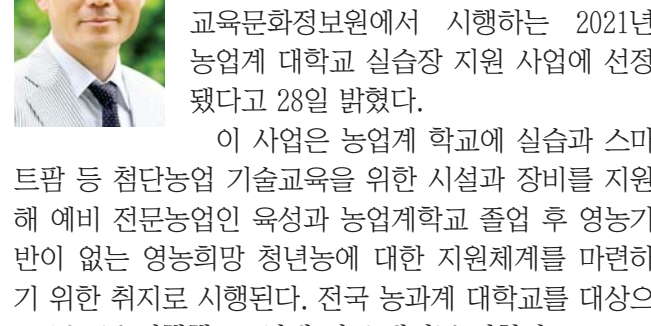 교육문화정보원에서 시행하는 2021년
농업계 대학교 실습장 지원 사업에 선정
됐다고 28일 밝혔다.
이 사업은 농업계 학교에 실습과 스마
트팜 등 첨단농업 기술교육을 위한 시설과 장비를 지원
해 예비 전문농업인 육성과 농업계학교 졸업 후 영농기
반이 없는 영농희망 청년농에 대한 지원체계를 마련하
기 위한 취지로 시행된다. 전국 농과계 대학교를 대상으